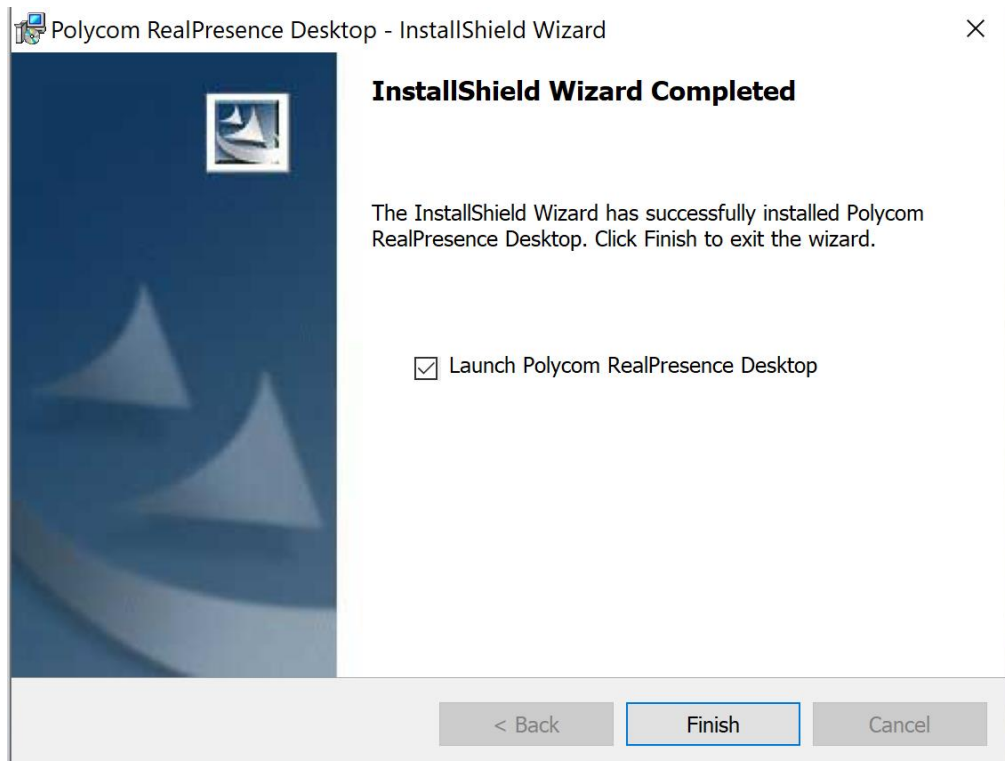 Polycom RealPresence Desktop - InstallShield Wizard
InstallShield Wizard Completed
The InstallShield Wizard has successfully installed Polycom
RealPresence Desktop. Click Finish to exit the wizard.
Launch Polycom RealPresence Desktop
< Back
Finish
Cancel